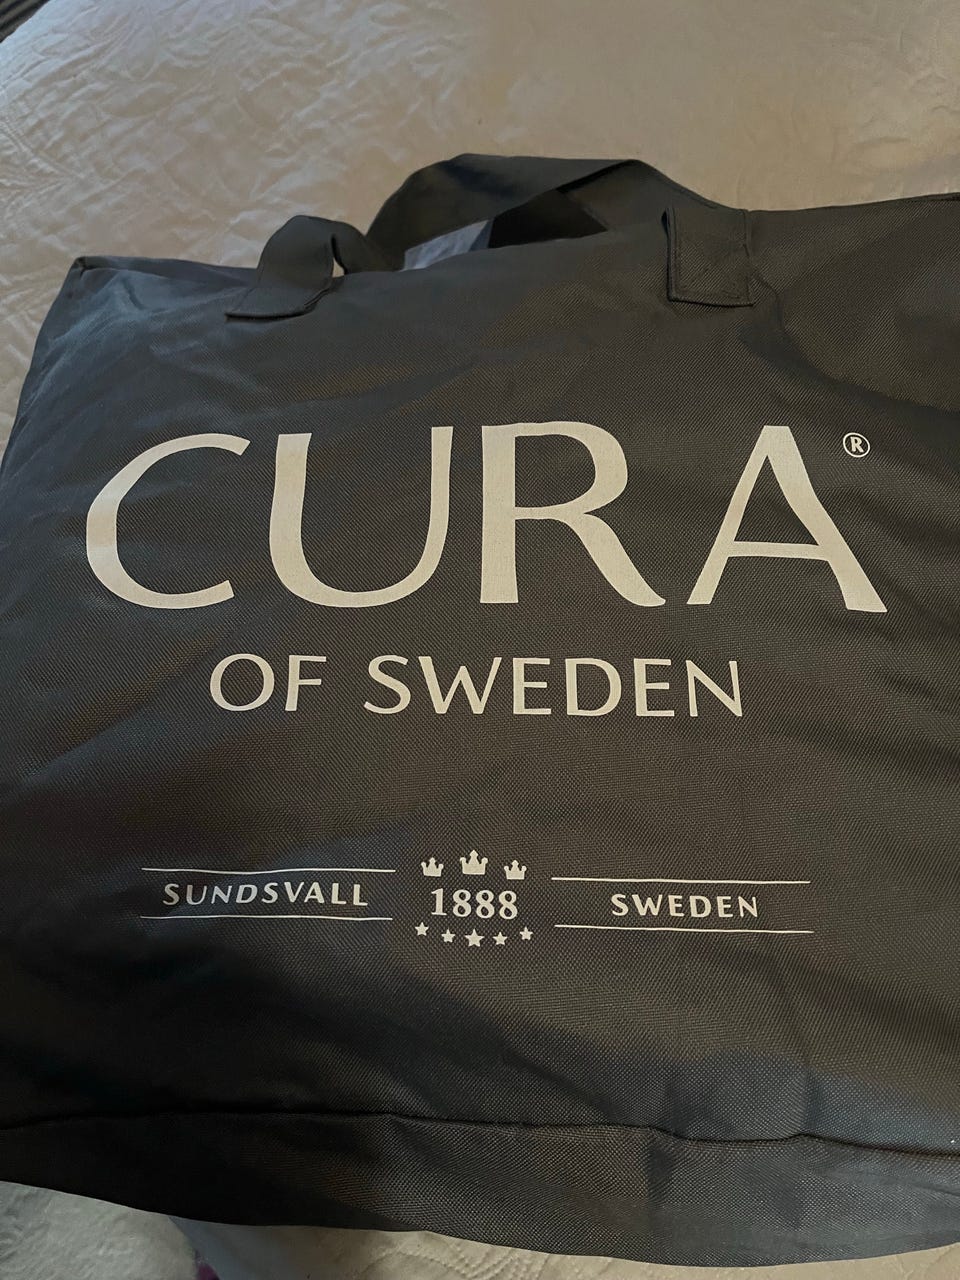 CURA®
OF SWEDEN
SUNDSVALL 1888 SWEDEN